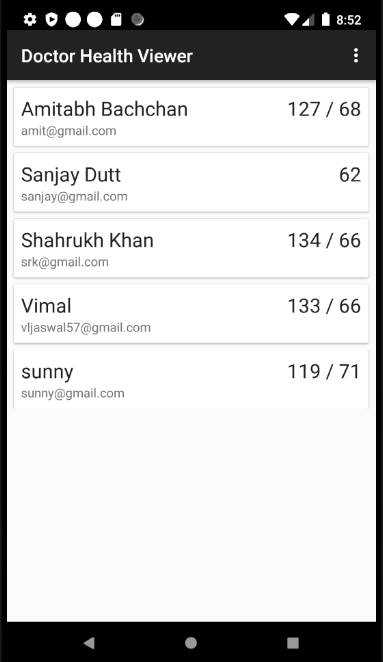 8:52
Doctor Health Viewer
Amitabh Bachchan 127 / 68
amit@gmail.com
Sanjay Dutt 62
sanjay@gmail.com
Shahrukh Khan 134 / 66
srk@gmail.com
Vimal 133 / 66
vljaswal57@gmail.com
sunny 119 / 71
sunny@gmail.com